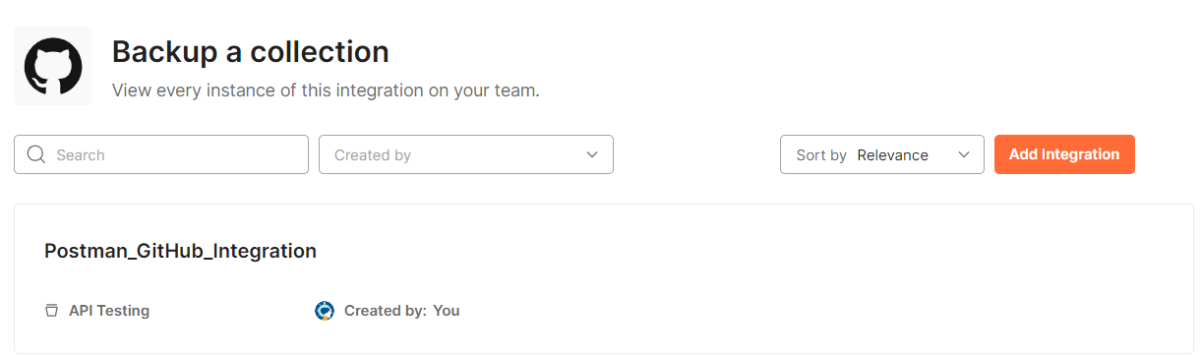 Backup a collection
View every instance of this integration on your team.
Search
Created by
Sort by Relevance
Add Integration
Postman_GitHub_Integration
API Testing
Created by: You